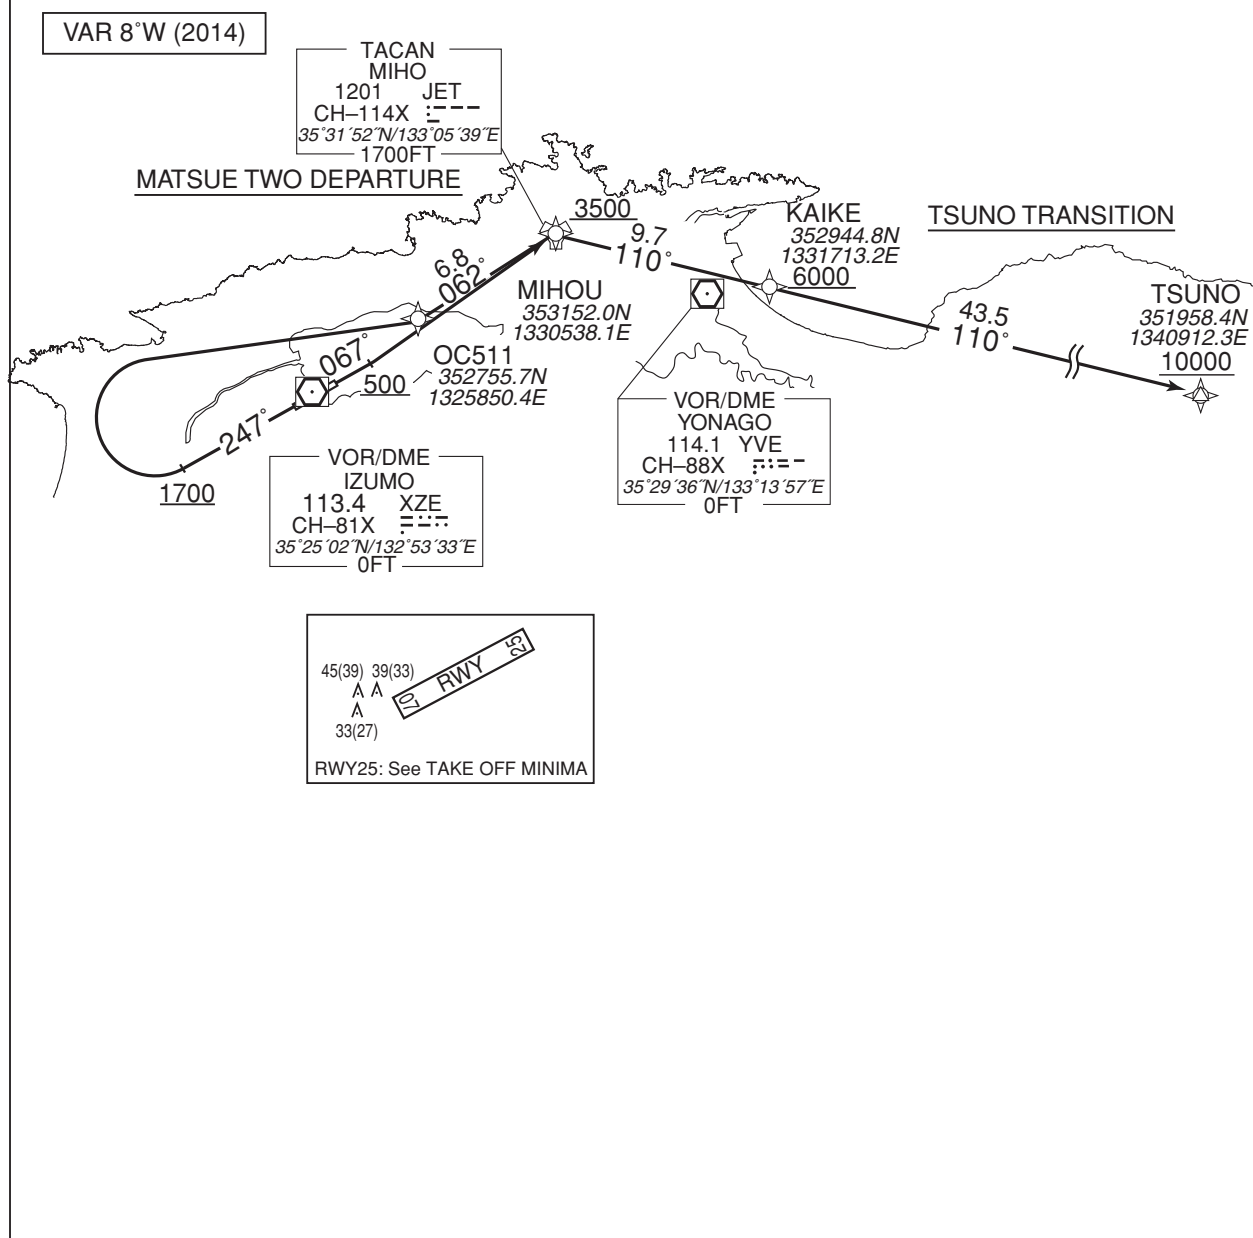 VAR 8°W (2014)
TACAN
MIHO
1201 JET
CH–114X
35°31´52˝N/133°05´39˝E
1700FT
MATSUE TWO DEPARTURE
3500
9.7
110°
KAIKE
352944.8N
1331713.2E
6000
TSUNO TRANSITION
6.8
062°
MIHOU
353152.0N
1330538.1E
43.5
110°
TSUNO
351958.4N
1340912.3E
10000
067°
OC511
352755.7N
1325850.4E
500
247°
1700
VOR/DME
IZUMO
113.4 XZE
CH–81X
35°25´02˝N/132°53´33˝E
0FT
VOR/DME
YONAGO
114.1 YVE
CH–88X
35°29´36˝N/133°13´57˝E
0FT
45(39) 39(33)
33(27)
07 RWY 25
RWY25: See TAKE OFF MINIMA